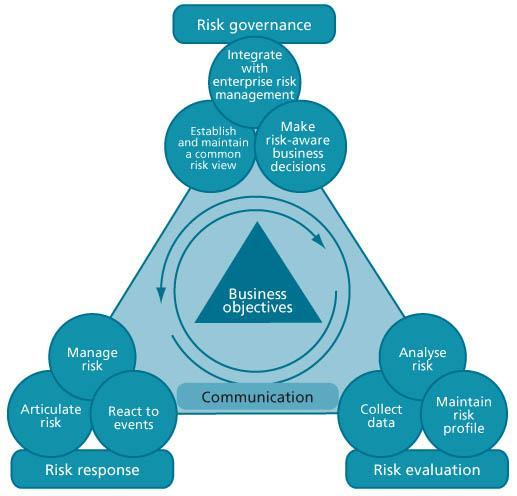 Risk governance
Integrate
with
enterprise risk
management
Establish
and maintain
a common
risk view
Make
risk-aware
business
decisions
Business
objectives
Communication
Manage
risk
Articulate
risk
React to
events
Risk response
Analyse
risk
Collect
data
Maintain
risk
profile
Risk evaluation